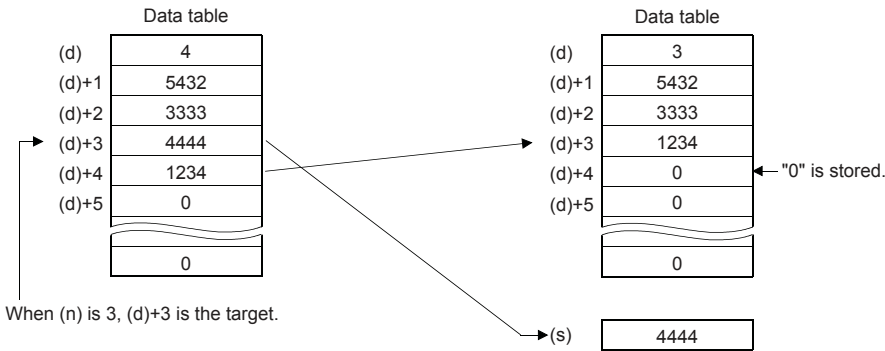 Data table
(d) 4
(d)+1 5432
(d)+2 3333
(d)+3 4444
(d)+4 1234
(d)+5 0
0
When (n) is 3, (d)+3 is the target.
Data table
(d) 3
(d)+1 5432
(d)+2 3333
(d)+3 1234
(d)+4 0 "0" is stored.
(d)+5 0
0
(s) 4444